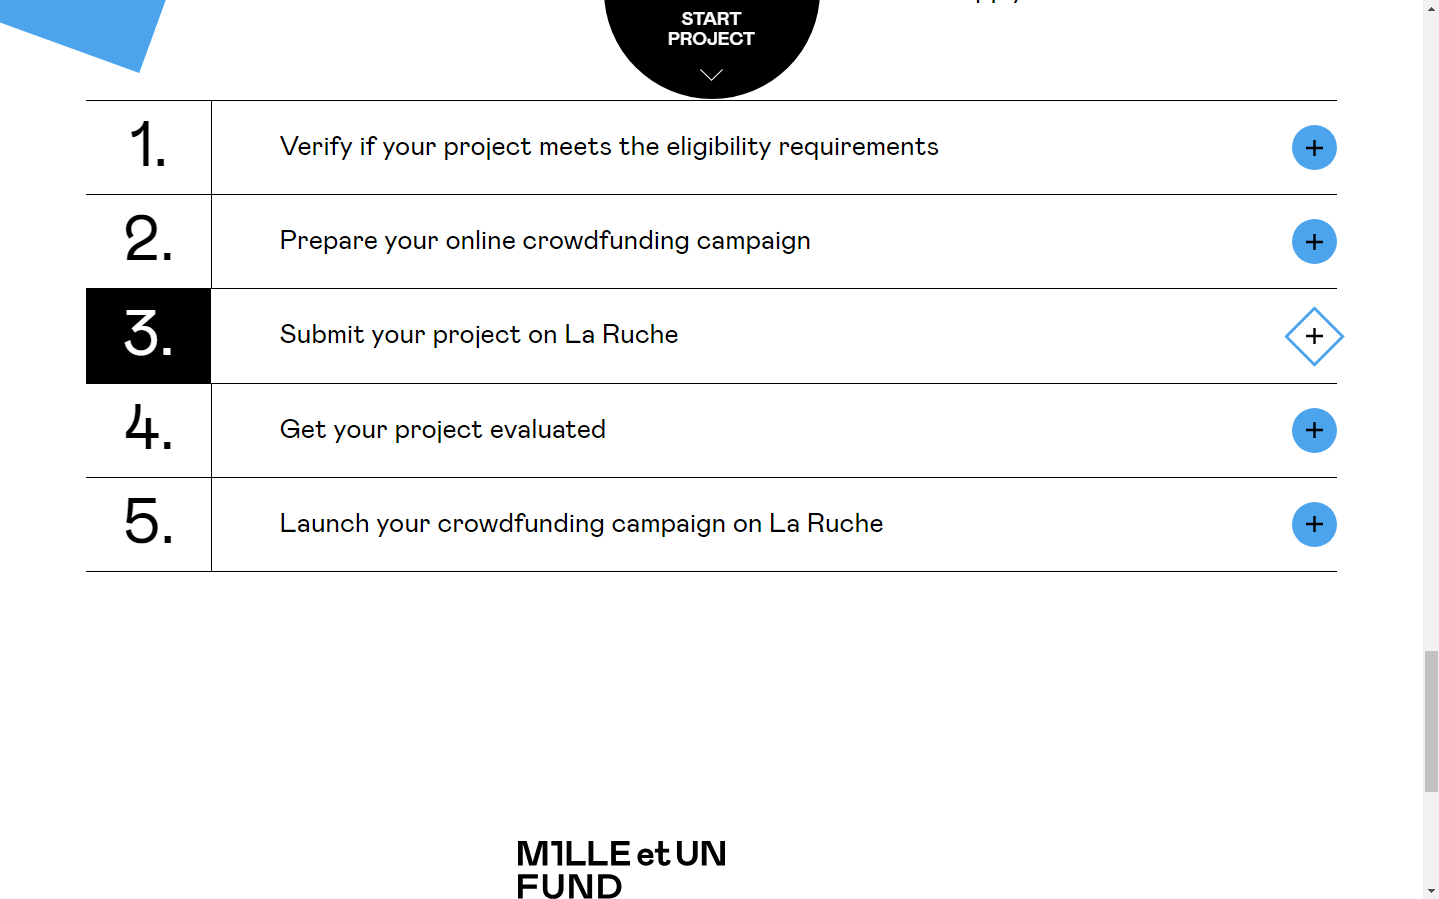 START
PROJECT
1.
Verify if your project meets the eligibility requirements
2.
Prepare your online crowdfunding campaign
3.
Submit your project on La Ruche
4.
Get your project evaluated
5.
Launch your crowdfunding campaign on La Ruche
M1LLE et UN
FUND